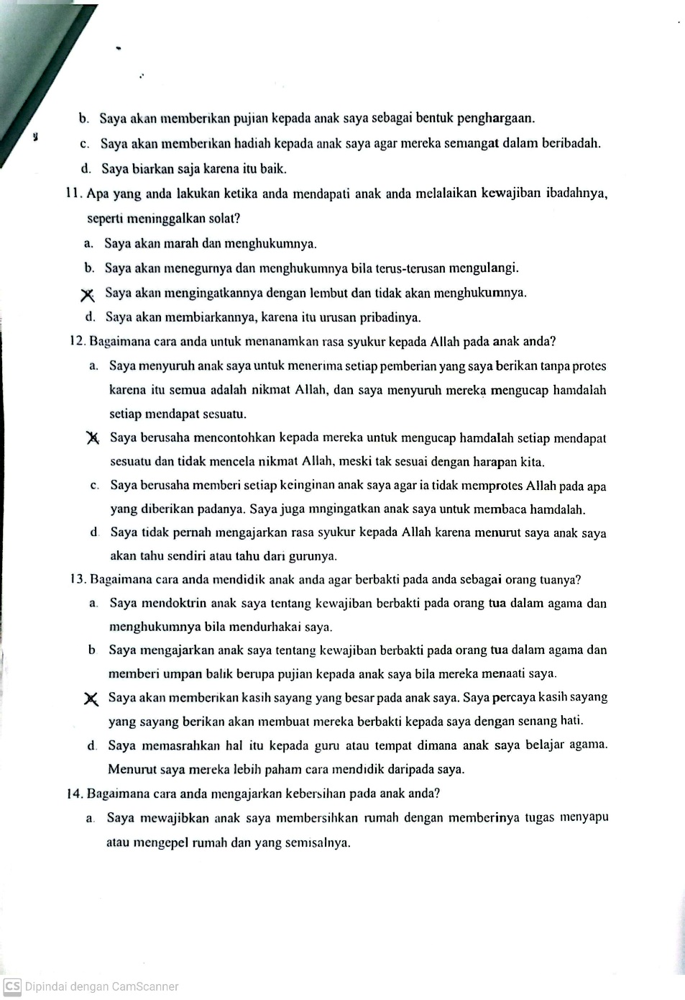 b. Saya akan memberikan pujian kepada anak saya sebagai bentuk penghargaan.
c. Saya akan memberikan hadiah kepada anak saya agar mereka semangat dalam beribadah.
d. Saya biarkan saja karena itu baik.
11. Apa yang anda lakukan ketika anda mendapati anak anda melalaikan kewajiban ibadahnya,
seperti meninggalkan solat?
a. Saya akan marah dan menghukumnya.
b. Saya akan menegurnya dan menghukumnya bila terus-terusan mengulangi.
Saya akan mengingatkannya dengan lembut dan tidak akan menghukumnya.
d. Saya akan membiarkannya, karena itu urusan pribadinya.
12. Bagaimana cara anda untuk menanamkan rasa syukur kepada Allah pada anak anda?
a. Saya menyuruh anak saya untuk menerima setiap pemberian yang saya berikan tanpa protes
karena itu semua adalah nikmat Allah, dan saya menyuruh mereka mengucap hamdalah
setiap mendapat sesuatu.
Saya berusaha mencontohkan kepada mereka untuk mengucap hamdalah setiap mendapat
sesuatu dan tidak mencela nikmat Allah, meski tak sesuai dengan harapan kita.
c. Saya berusaha memberi setiap keinginan anak saya agar ia tidak memprotes Allah pada apa
yang diberikan padanya. Saya juga mngingatkan anak saya untuk membaca hamdalah.
d. Saya tidak pernah mengajarkan rasa syukur kepada Allah karena menurut saya anak saya
akan tahu sendiri atau tahu dari gurunya.
13. Bagaimana cara anda mendidik anak anda agar berbakti pada anda sebagai orang tuanya?
a. Saya mendoktrin anak saya tentang kewajiban berbakti pada orang tua dalam agama dan
menghukumnya bila mendurhakai saya.
b. Saya mengajarkan anak saya tentang kewajiban berbakti pada orang tua dalam agama dan
memberi umpan balik berupa pujian kepada anak saya bila mereka menaati saya.
Saya akan memberikan kasih sayang yang besar pada anak saya. Saya percaya kasih sayang
yang sayang berikan akan membuat mereka berbakti kepada saya dengan senang hati.
d. Saya memasrahkan hal itu kepada guru atau tempat dimana anak saya belajar agama.
Menurut saya mereka lebih paham cara mendidik daripada saya.
14. Bagaimana cara anda mengajarkan kebersihan pada anak anda?
a. Saya mewajibkan anak saya membersihkan rumah dengan memberinya tugas menyapu
atau mengepel rumah dan yang semisalnya.
CS Dipindai dengan CamScanner